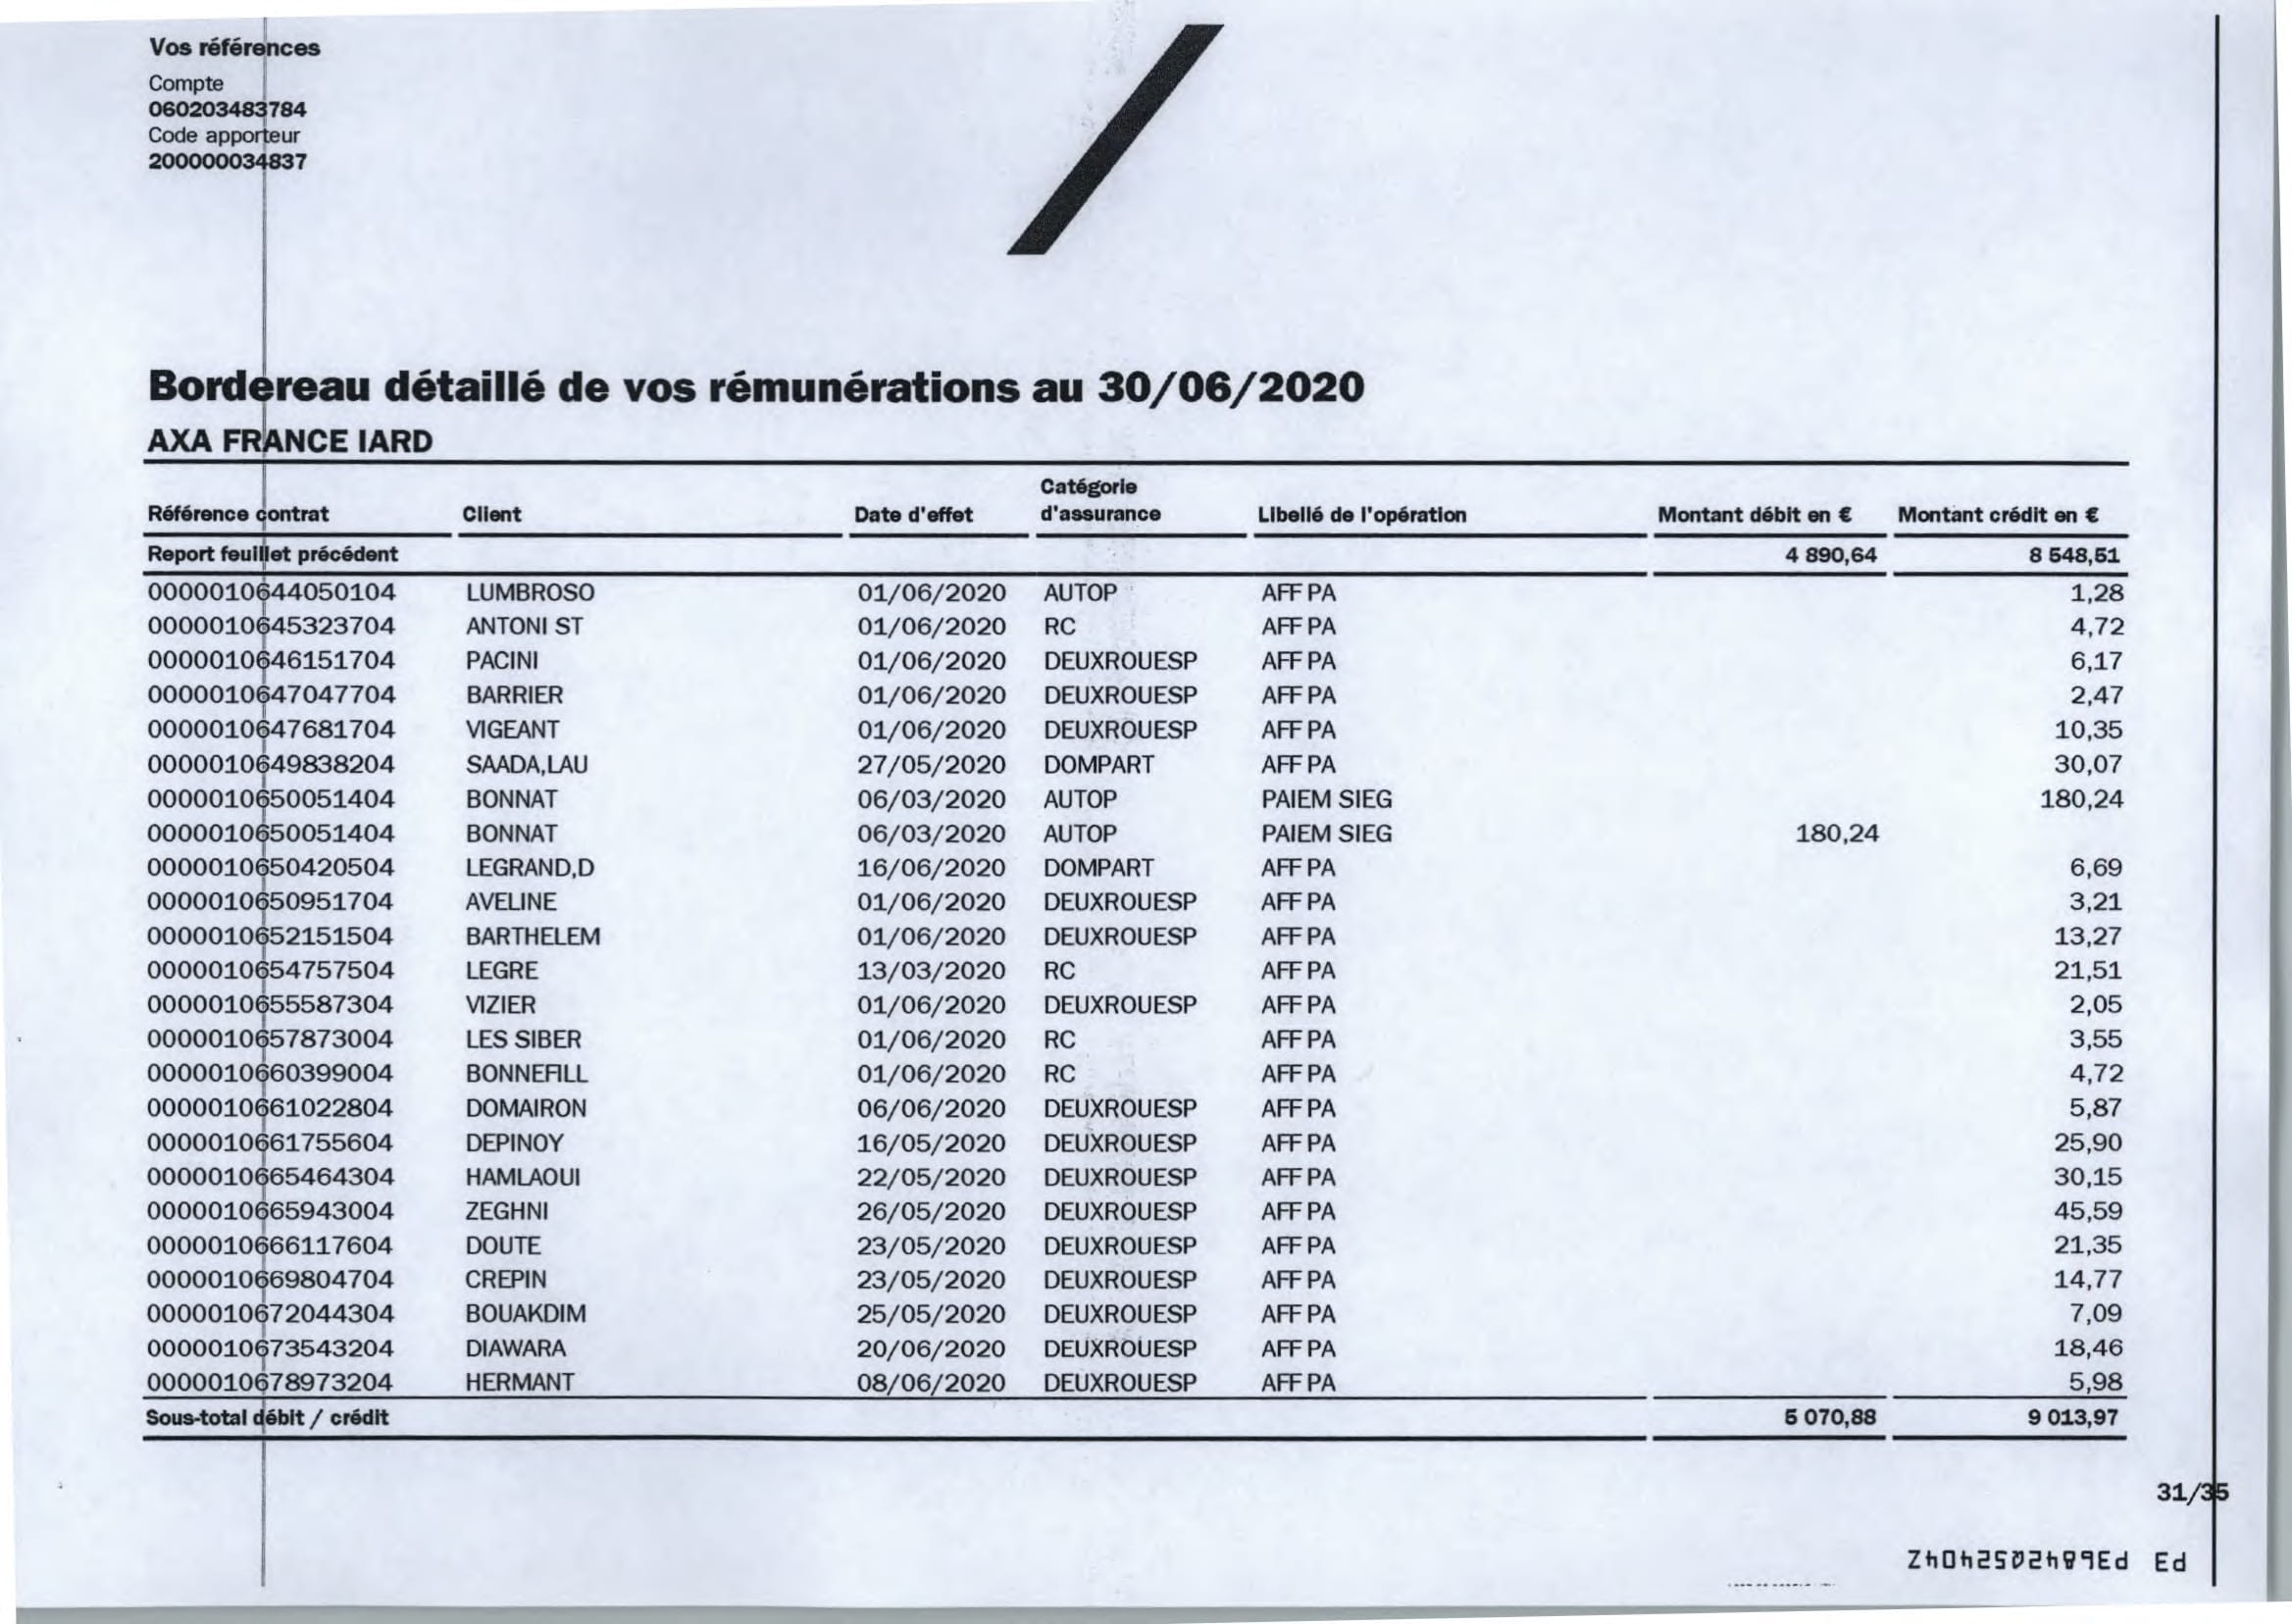 Vos références
Compte
060203483784
Code apporteur
200000034837
Bordereau détaillé de vos rémunérations au 30/06/2020
AXA FRANCE IARD
Référence contrat Client Date d'effet Catégorie d'assurance Libellé de l'opération Montant débit en € Montant crédit en €
Report feuillet précédent 4 890,64 8 548,51
0000010644050104 LUMBROSO 01/06/2020 AUTOP AFF PA 1,28
0000010645323704 ANTONI ST 01/06/2020 RC AFF PA 4,72
0000010646151704 PACINI 01/06/2020 DEUXROUESP AFF PA 6,17
0000010647047704 BARRIER 01/06/2020 DEUXROUESP AFF PA 2,47
0000010647681704 VIGEANT 01/06/2020 DEUXROUESP AFF PA 10,35
0000010649838204 SAADA,LAU 27/05/2020 DOMPART AFF PA 30,07
0000010650051404 BONNAT 06/03/2020 AUTOP PAIEM SIEG 180,24
0000010650051404 BONNAT 06/03/2020 AUTOP PAIEM SIEG 180,24
0000010650420504 LEGRAND,D 16/06/2020 DOMPART AFF PA 6,69
0000010650951704 AVELINE 01/06/2020 DEUXROUESP AFF PA 3,21
0000010652151504 BARTHELEM 01/06/2020 DEUXROUESP AFF PA 13,27
0000010654757504 LEGRE 13/03/2020 RC AFF PA 21,51
0000010655587304 VIZIER 01/06/2020 DEUXROUESP AFF PA 2,05
0000010657873004 LES SIBER 01/06/2020 RC AFF PA 3,55
0000010660399004 BONNEFILL 01/06/2020 RC AFF PA 4,72
0000010661022804 DOMAIRON 06/06/2020 DEUXROUESP AFF PA 5,87
0000010661755604 DEPINOY 16/05/2020 DEUXROUESP AFF PA 25,90
0000010665464304 HAMLAOUI 22/05/2020 DEUXROUESP AFF PA 30,15
0000010665943004 ZEGHNI 26/05/2020 DEUXROUESP AFF PA 45,59
0000010666117604 DOUTE 23/05/2020 DEUXROUESP AFF PA 21,35
0000010669804704 CREPIN 23/05/2020 DEUXROUESP AFF PA 14,77
0000010672044304 BOUAKDIM 25/05/2020 DEUXROUESP AFF PA 7,09
0000010673543204 DIAWARA 20/06/2020 DEUXROUESP AFF PA 18,46
0000010678973204 HERMANT 08/06/2020 DEUXROUESP AFF PA 5,98
Sous-total débit / crédit 5 070,88 9 013,97
31/35